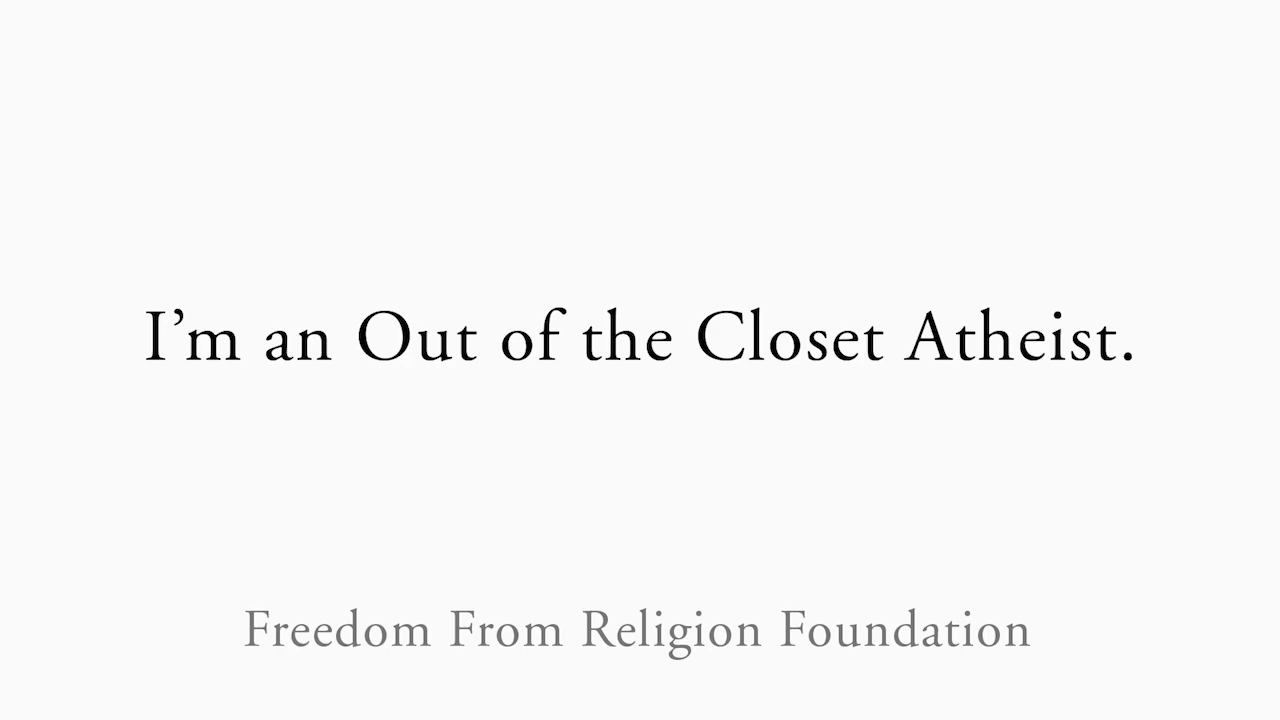 I’m an Out of the Closet Atheist.
Freedom From Religion Foundation